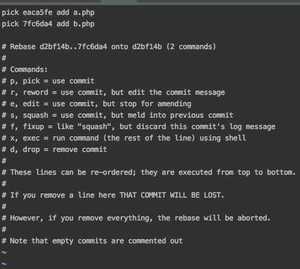 pick eaca5fe add a.php
pick 7fc6da4 add b.php

# Rebase d2bf14b..7fc6da4 onto d2bf14b (2 commands)
#
# Commands:
# p, pick = use commit
# r, reword = use commit, but edit the commit message
# e, edit = use commit, but stop for amending
# s, squash = use commit, but meld into previous commit
# f, fixup = like "squash", but discard this commit's log message
# x, exec = run command (the rest of the line) using shell
# d, drop = remove commit
#
# These lines can be re-ordered; they are executed from top to bottom.
#
# If you remove a line here THAT COMMIT WILL BE LOST.
#
# However, if you remove everything, the rebase will be aborted.
#
# Note that empty commits are commented out
~
~